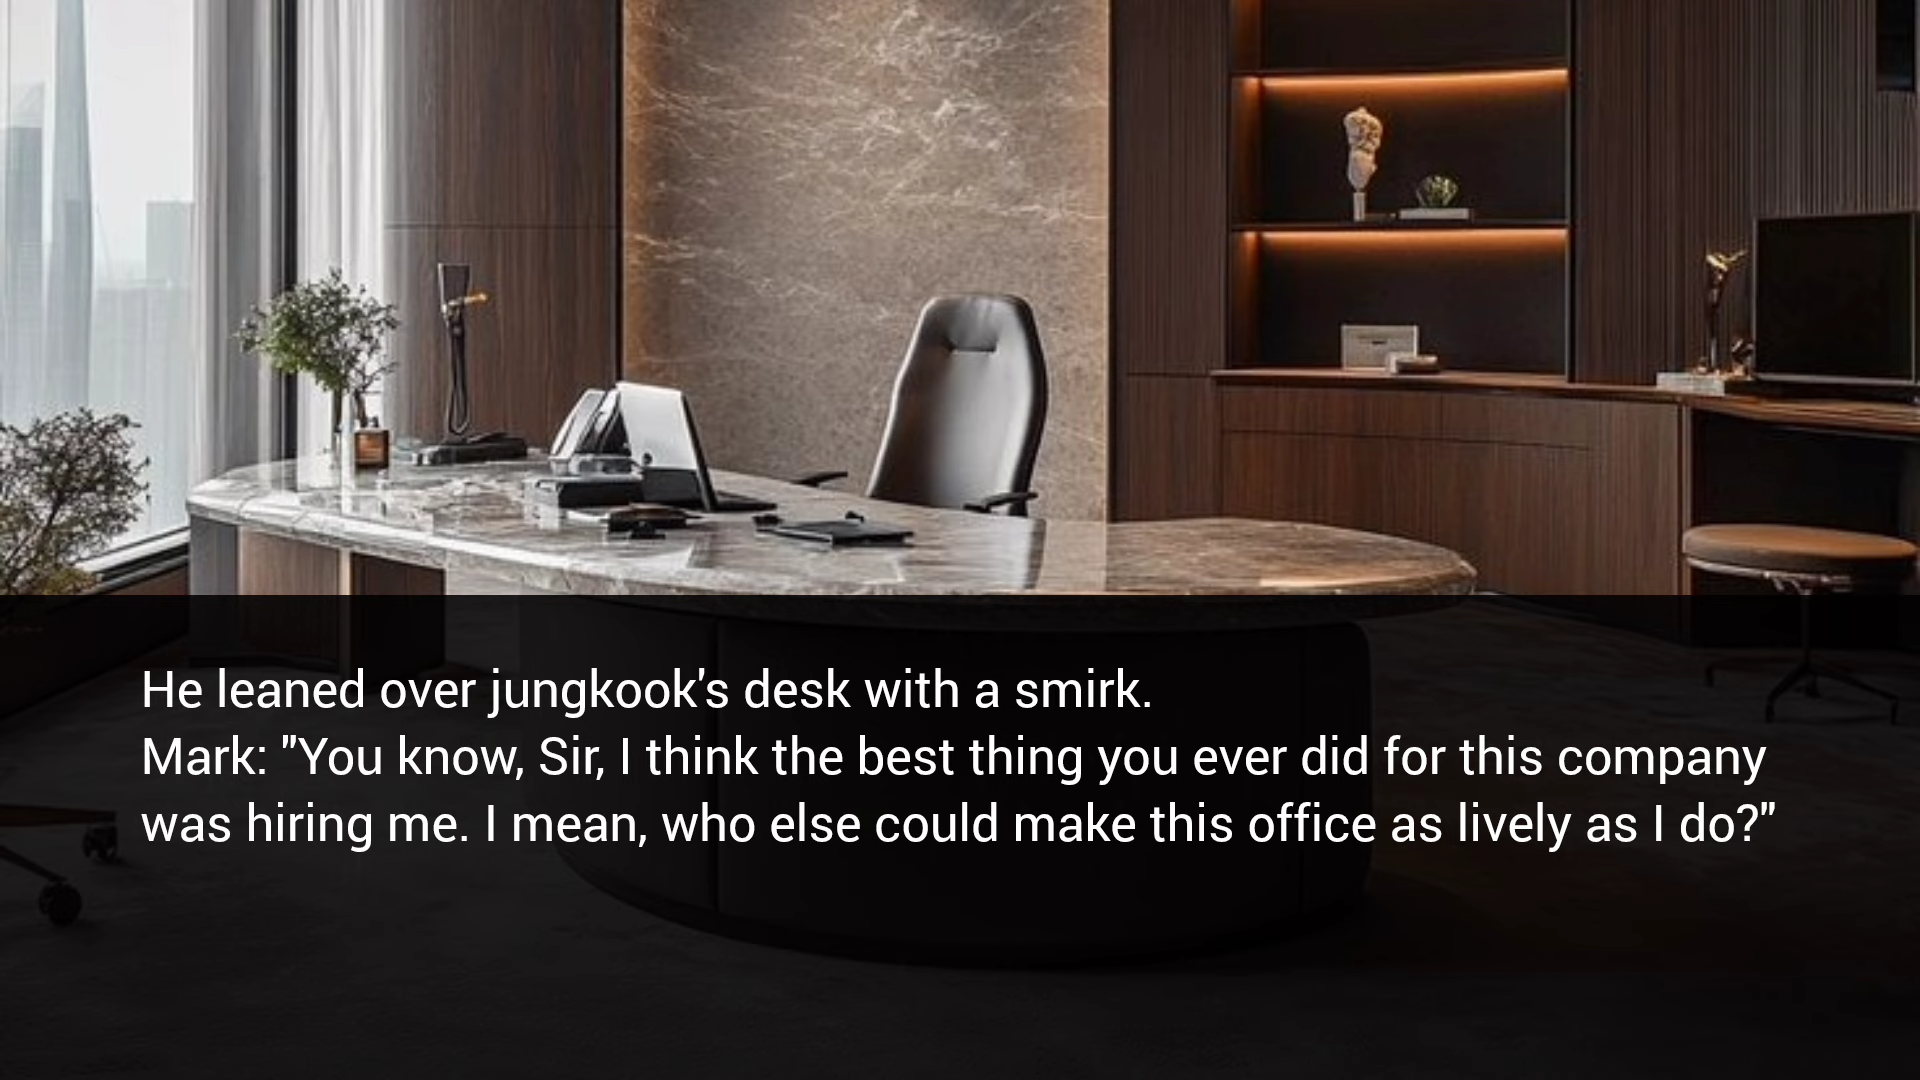 He leaned over jungkook's desk with a smirk.
Mark: "You know, Sir, I think the best thing you ever did for this company
was hiring me. I mean, who else could make this office as lively as I do?"